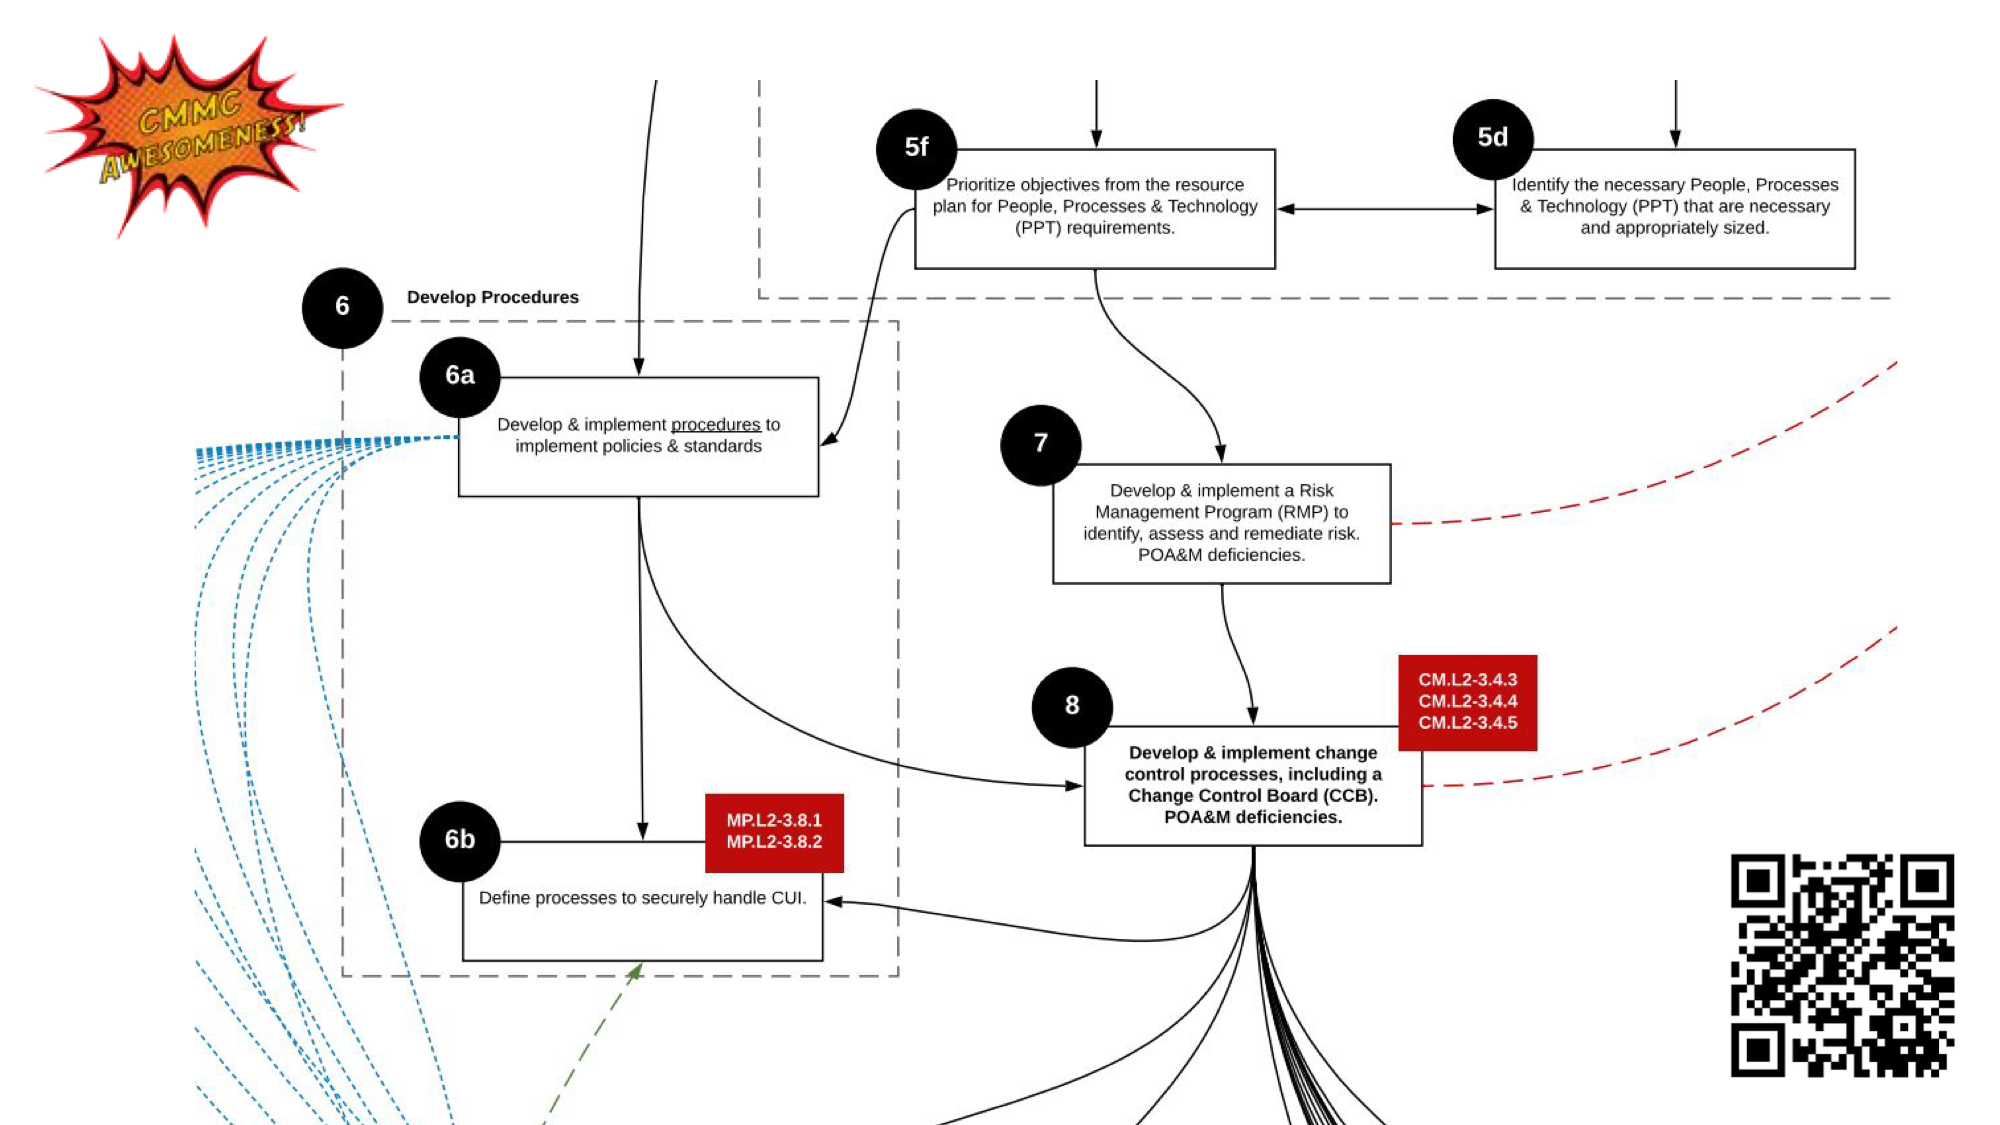 CMMC
AWESOMENESS!
5f
Prioritize objectives from the resource
plan for People, Processes & Technology
(PPT) requirements.
5d
Identify the necessary People, Processes
& Technology (PPT) that are necessary
and appropriately sized.
6
Develop Procedures
6a
Develop & implement procedures to
implement policies & standards
7
Develop & implement a Risk
Management Program (RMP) to
identify, assess and remediate risk.
POA&M deficiencies.
8
CM.L2-3.4.3
CM.L2-3.4.4
CM.L2-3.4.5
Develop & implement change
control processes, including a
Change Control Board (CCB).
POA&M deficiencies.
6b
MP.L2-3.8.1
MP.L2-3.8.2
Define processes to securely handle CUI.